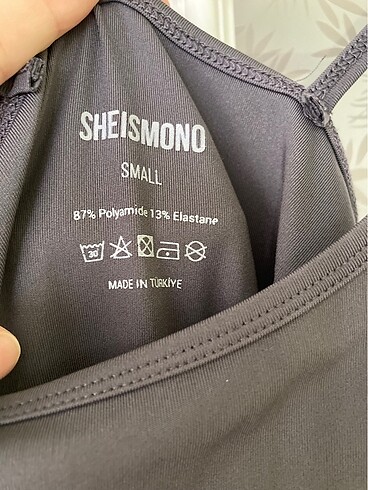 SHEISMONO
SMALL
87% Polyamide 13% Elastane
30
MADE IN TÜRKİYE